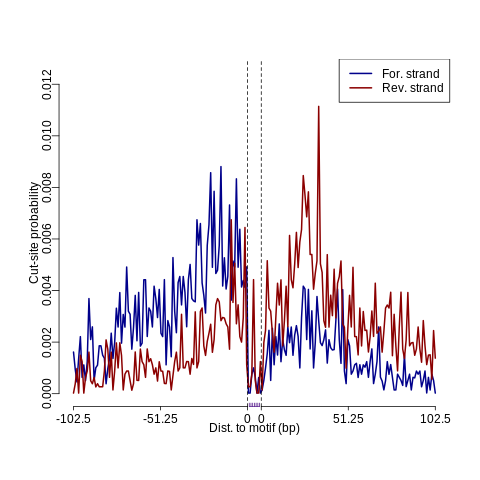 For. strand
Rev. strand
Cut-site probability
0.012
0.010
0.008
0.006
0.004
0.002
0.000
-102.5 -51.25 0 0 51.25 102.5
Dist. to motif (bp)